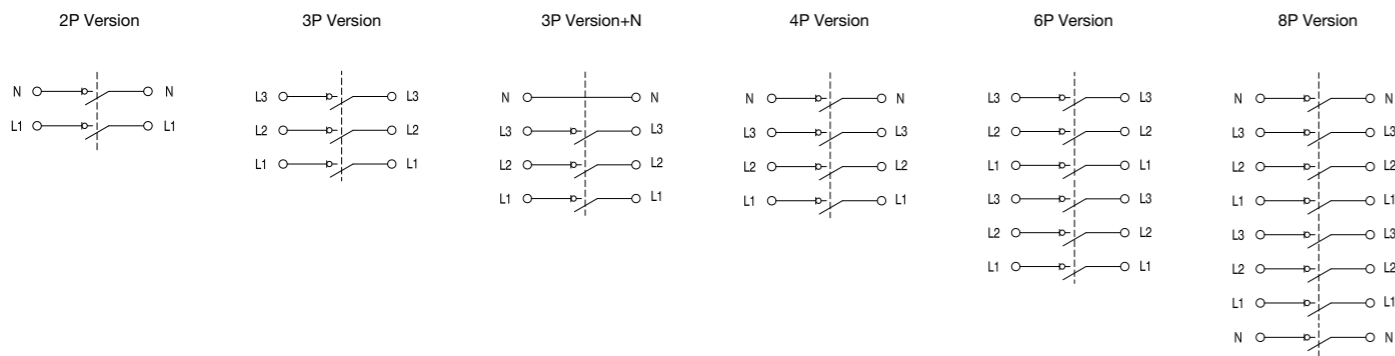 2P Version
N N
L1 L1
3P Version
L3 L3
L2 L2
L1 L1
3P Version+N
N N
L3 L3
L2 L2
L1 L1
4P Version
N N
L3 L3
L2 L2
L1 L1
6P Version
L3 L3
L2 L2
L1 L1
L3 L3
L2 L2
L1 L1
8P Version
N N
L3 L3
L2 L2
L1 L1
L3 L3
L2 L2
L1 L1
N N